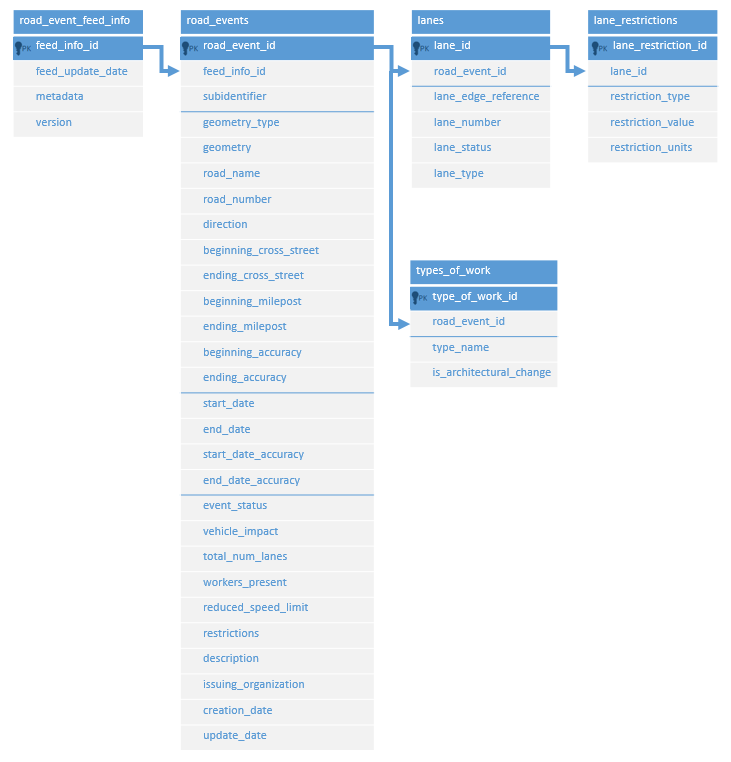 road_event_feed_info
PK feed_info_id
feed_update_date
metadata
version
road_events
PK road_event_id
feed_info_id
subidentifier
geometry_type
geometry
road_name
road_number
direction
beginning_cross_street
ending_cross_street
beginning_milepost
ending_milepost
beginning_accuracy
ending_accuracy
start_date
end_date
start_date_accuracy
end_date_accuracy
event_status
vehicle_impact
total_num_lanes
workers_present
reduced_speed_limit
restrictions
description
issuing_organization
creation_date
update_date
lanes
PK lane_id
road_event_id
lane_edge_reference
lane_number
lane_status
lane_type
types_of_work
PK type_of_work_id
road_event_id
type_name
is_architectural_change
lane_restrictions
PK lane_restriction_id
lane_id
restriction_type
restriction_value
restriction_units